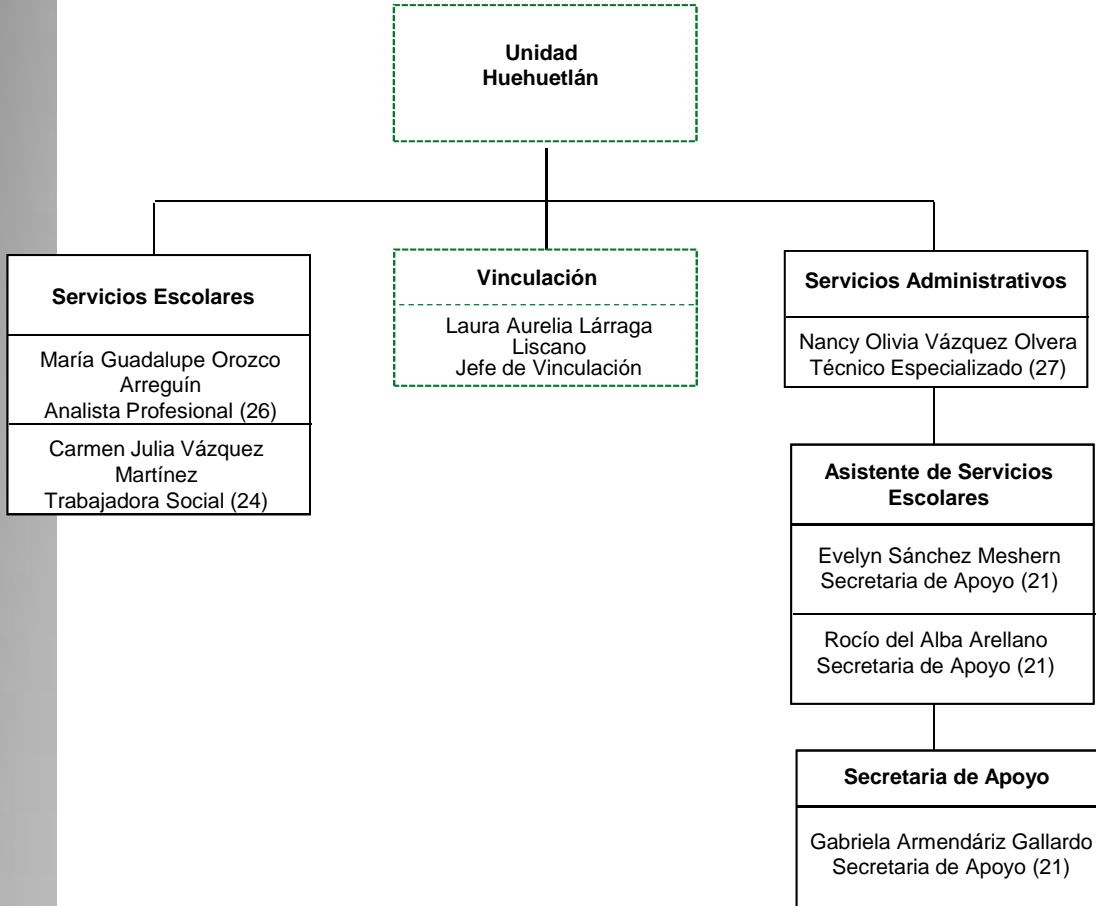 Unidad
Huehuetlán
Servicios Escolares
María Guadalupe Orozco
Arreguín
Analista Profesional (26)
Carmen Julia Vázquez
Martínez
Trabajadora Social (24)
Vinculación
Laura Aurelia Lárraga
Liscano
Jefe de Vinculación
Servicios Administrativos
Nancy Olivia Vázquez Olvera
Técnico Especializado (27)
Asistente de Servicios
Escolares
Evelyn Sánchez Meshern
Secretaria de Apoyo (21)
Rocío del Alba Arellano
Secretaria de Apoyo (21)
Secretaria de Apoyo
Gabriela Armendáriz Gallardo
Secretaria de Apoyo (21)